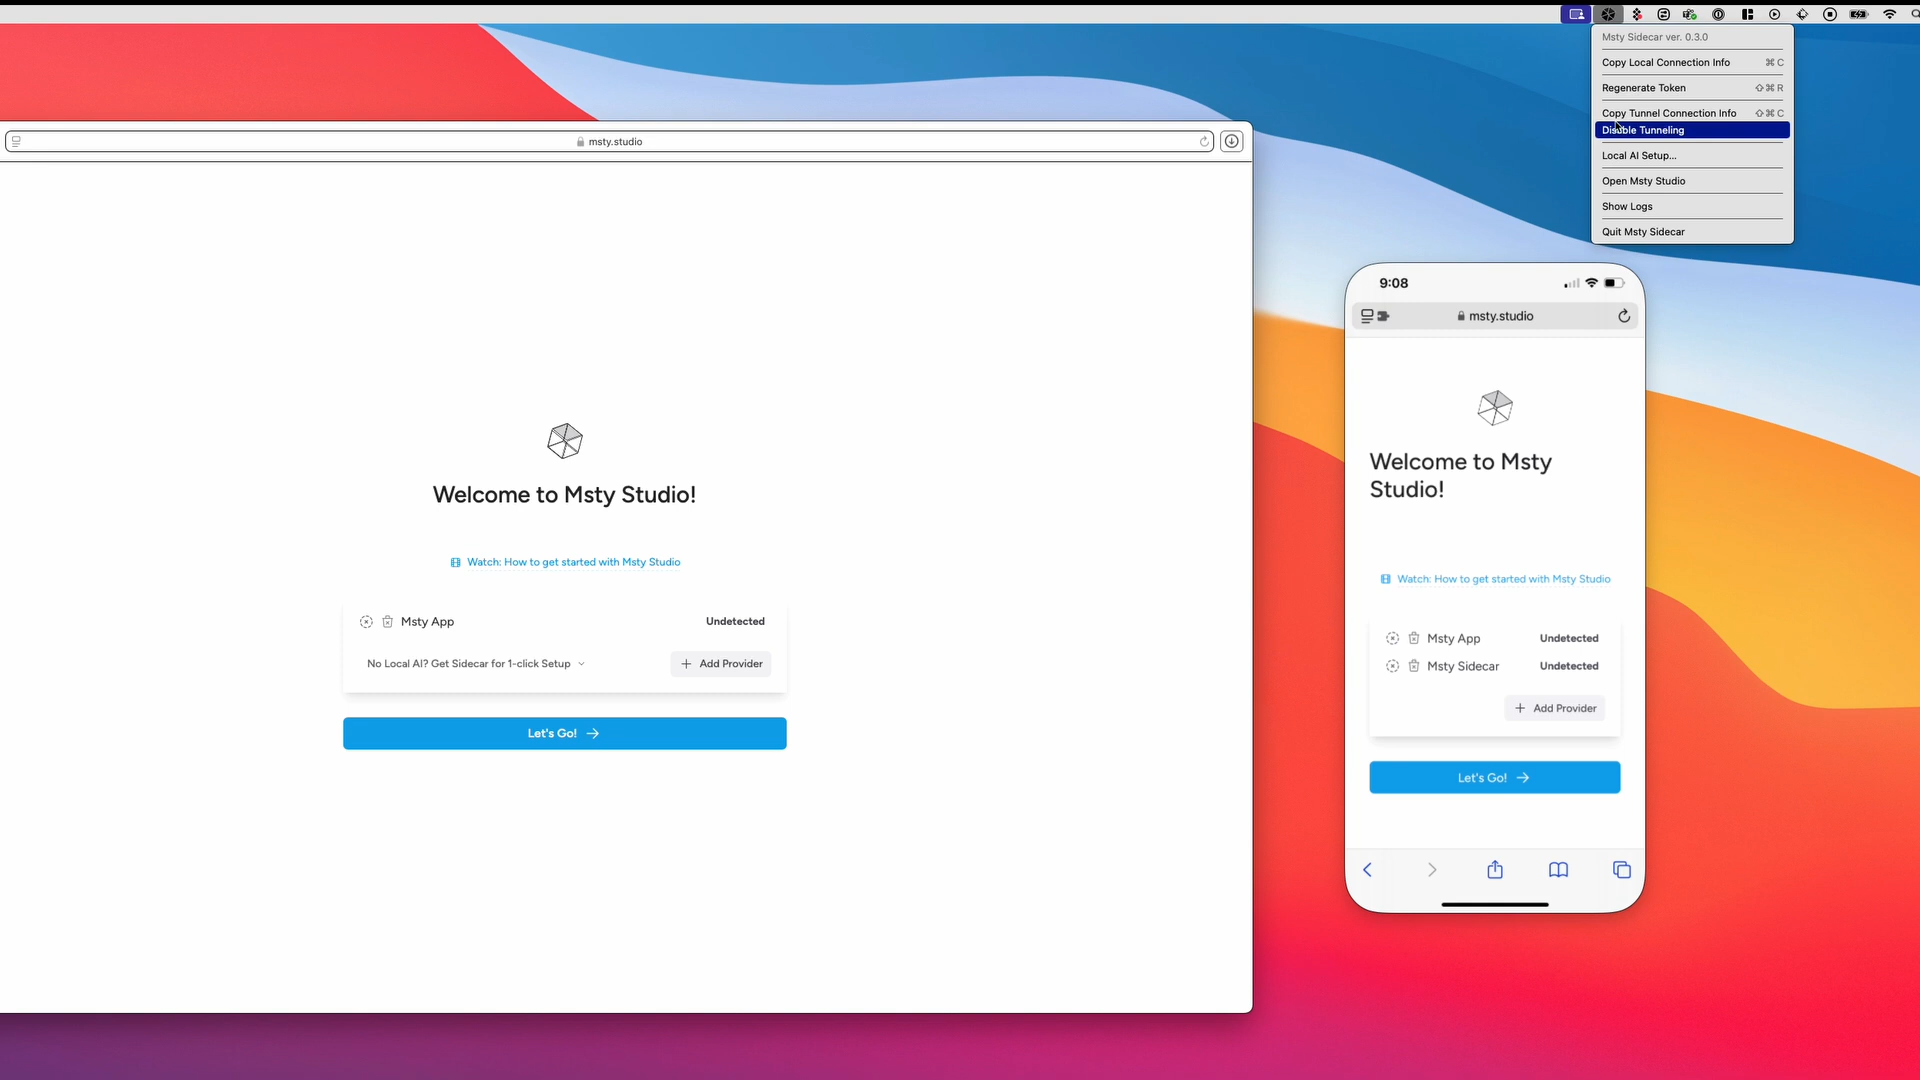 Msty Sidecar ver. 0.3.0
Copy Local Connection Info ⌘ C
Regenerate Token ⇧ ⌘ R
Copy Tunnel Connection Info ⇧ ⌘ C
Disable Tunneling
Local AI Setup...
Open Msty Studio
Show Logs
Quit Msty Sidecar
msty.studio
Welcome to Msty Studio!
Watch: How to get started with Msty Studio
Msty App Undetected
No Local AI? Get Sidecar for 1-click Setup
+ Add Provider
Let's Go! →
9:08
msty.studio
Welcome to Msty
Studio!
Watch: How to get started with Msty Studio
Msty App Undetected
Msty Sidecar Undetected
+ Add Provider
Let's Go! →